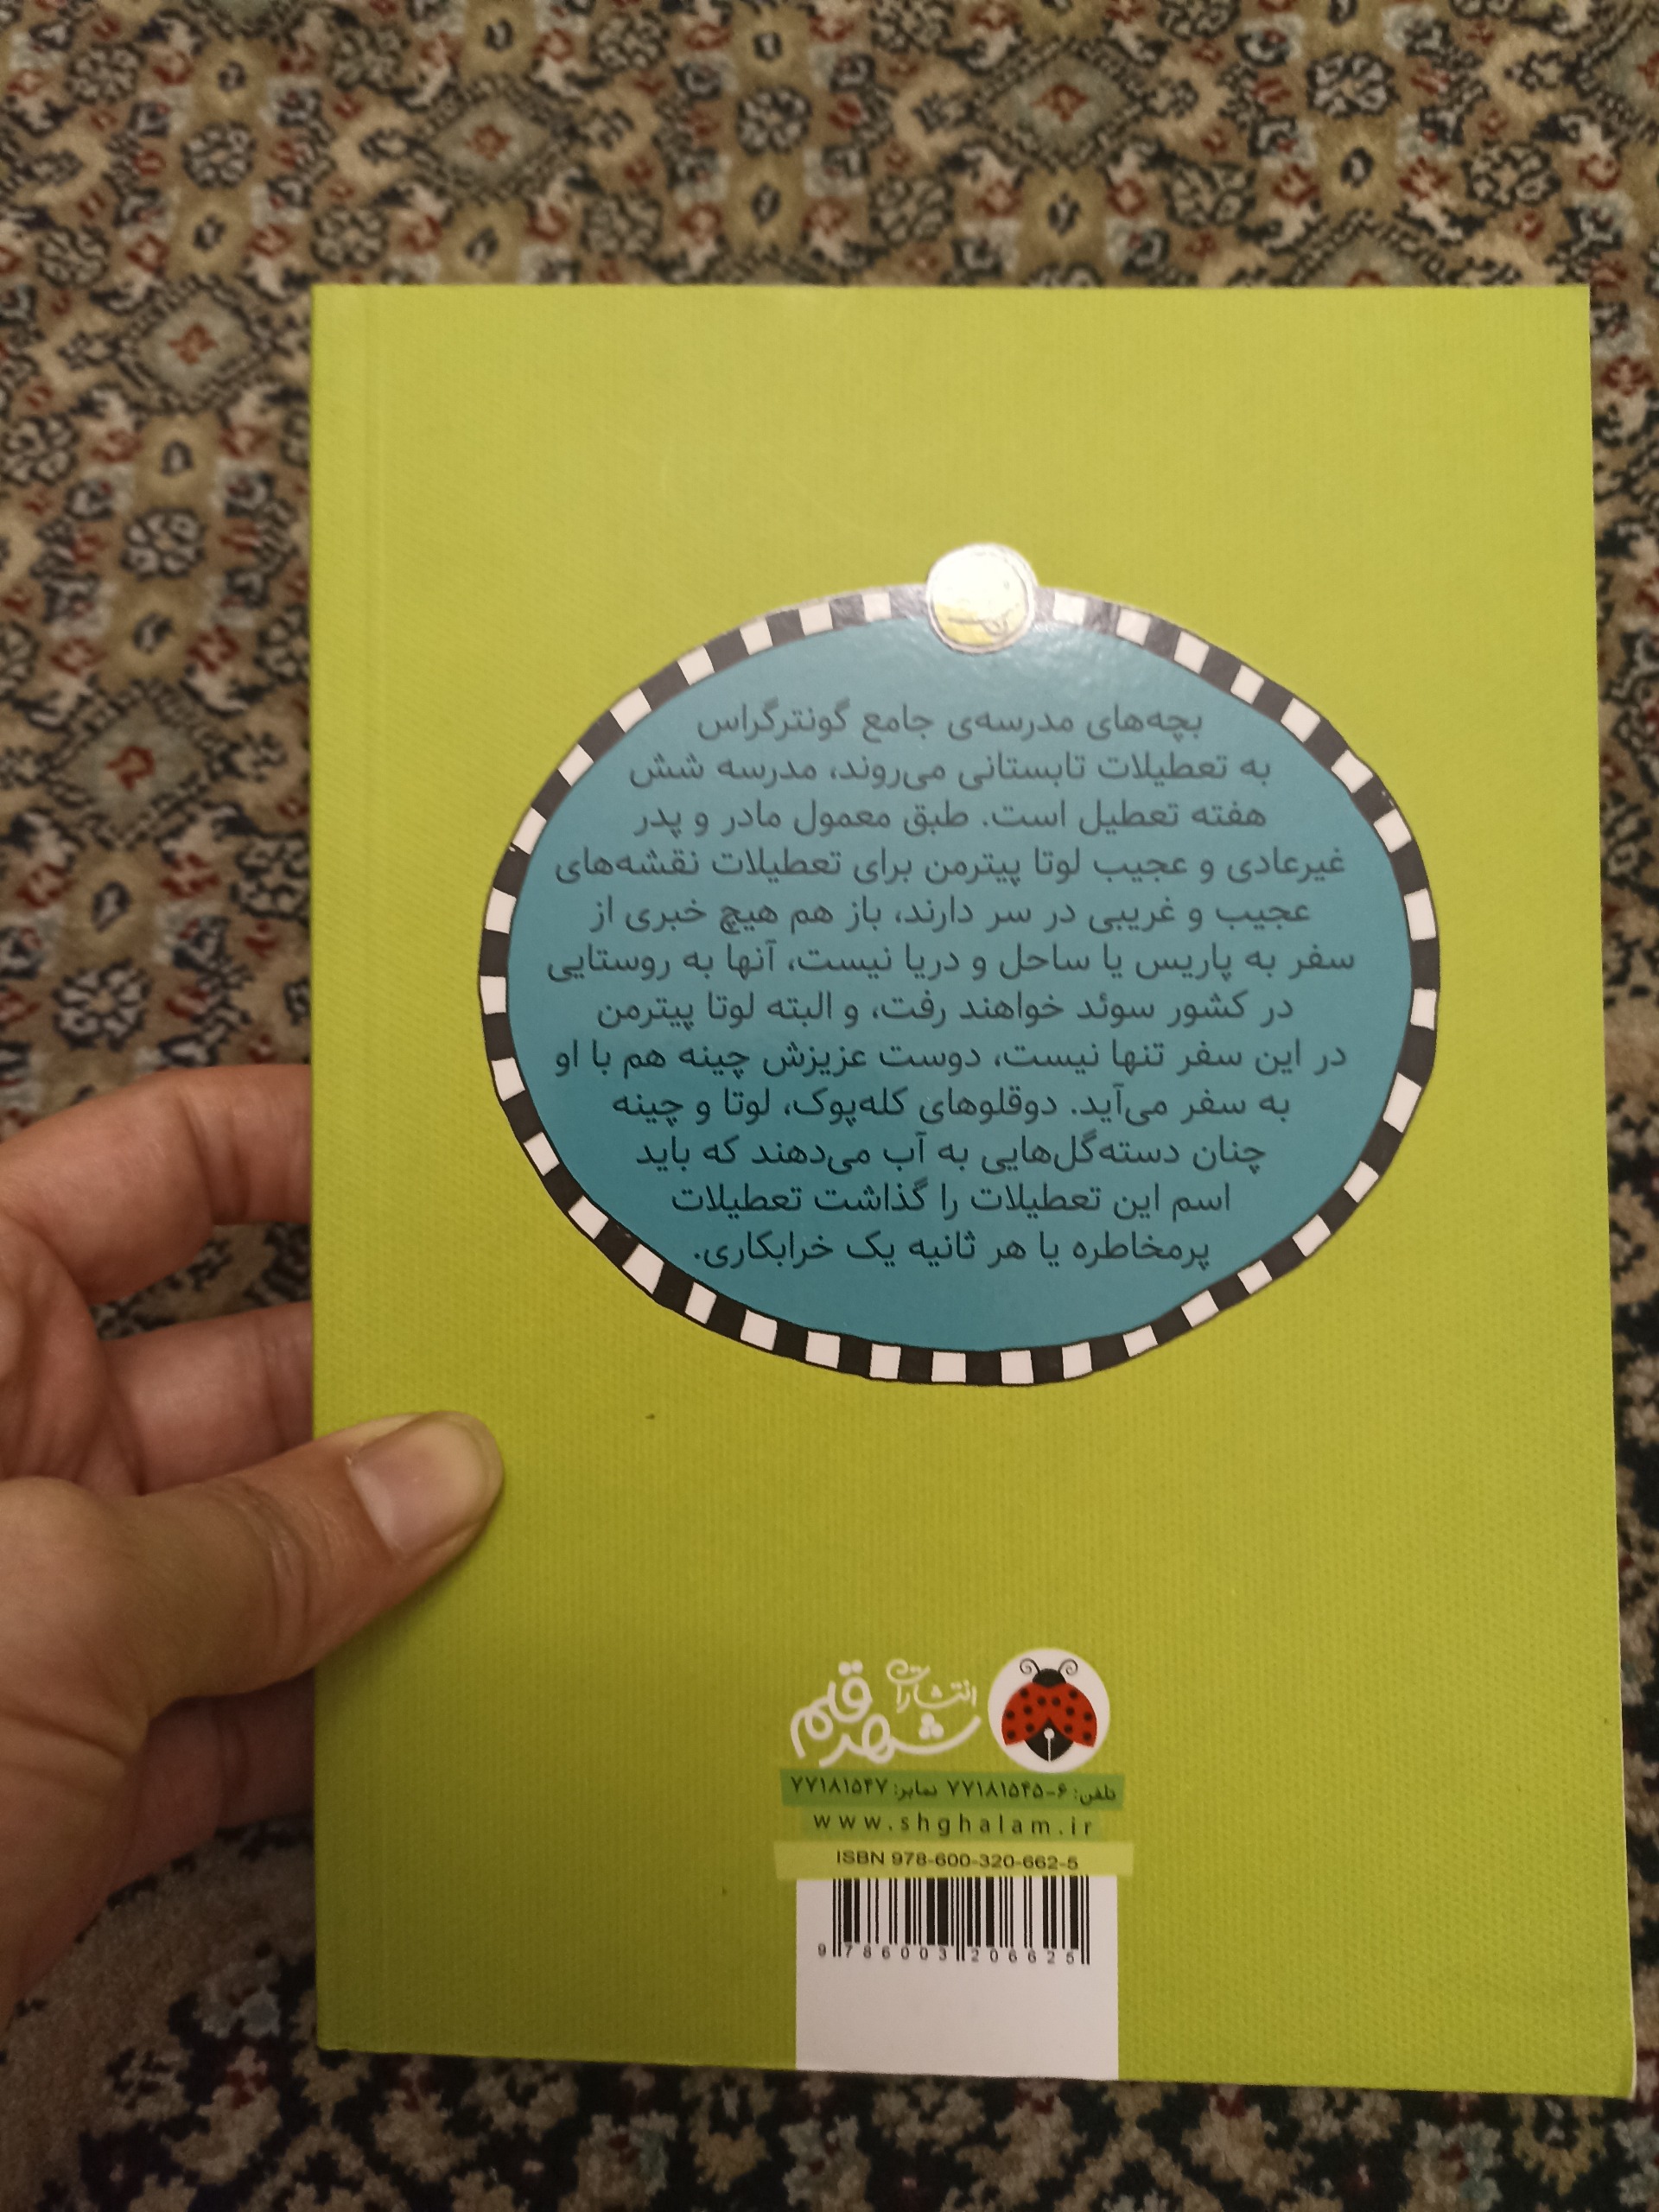 بچه‌های مدرسه‌ی جامع گونترگراس
به تعطیلات تابستانی می‌روند، مدرسه شش
هفته تعطیل است. طبق معمول مادر و پدر
غیرعادی و عجیب لوتا پیترمن برای تعطیلات نقشه‌های
عجیب و غریبی در سر دارند، باز هم هیچ خبری از
سفر به پاریس یا ساحل و دریا نیست، آنها به روستایی
در کشور سوئد خواهند رفت، و البته لوتا پیترمن
در این سفر تنها نیست، دوست عزیزش چینه هم با او
به سفر می‌آید. دوقلوهای کله‌پوک، لوتا و چینه
چنان دسته‌گل‌هایی به آب می‌دهند که باید
اسم این تعطیلات را گذاشت تعطیلات
پرمخاطره یا هر ثانیه یک خرابکاری.
انتشارات
شهر قلم
تلفن: ۶-۷۷۱۸۱۵۴۵ نمابر: ۷۷۱۸۱۵۴۷
www.shghalam.ir
ISBN 978-600-320-662-5
9 786003 206625